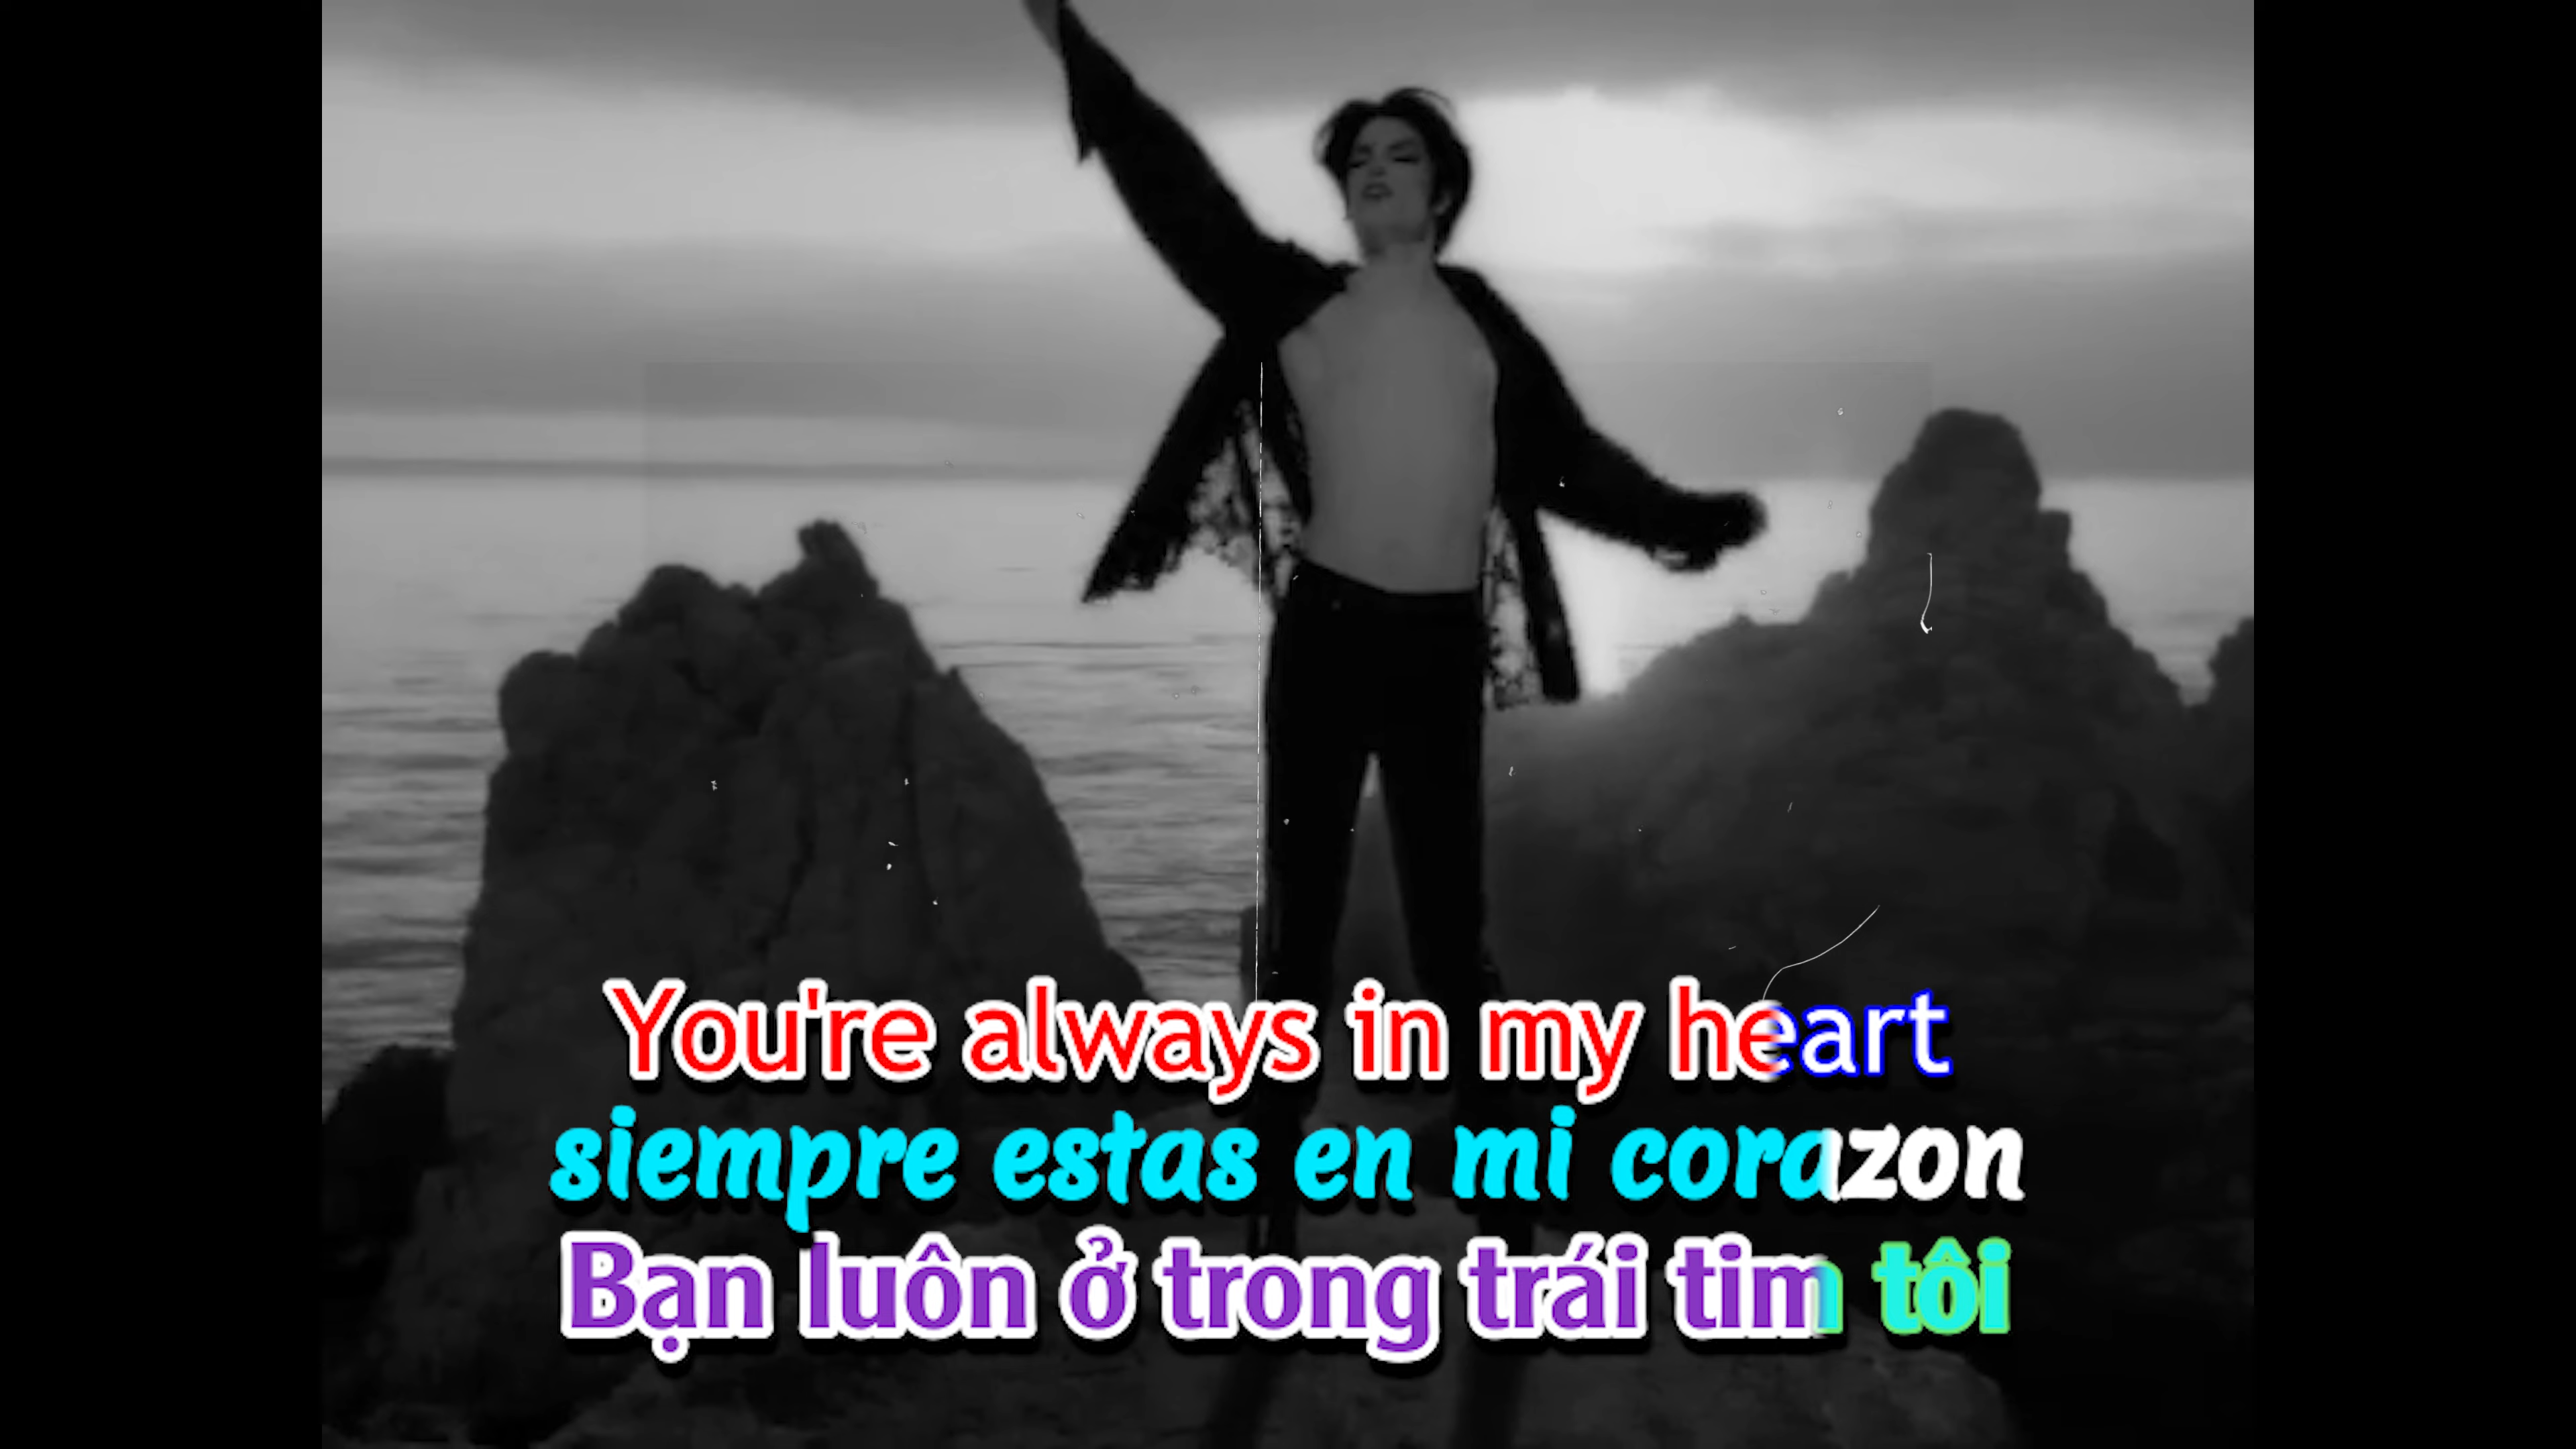 You're always in my heart
siempre estas en mi corazon
Bạn luôn ở trong trái tim tôi